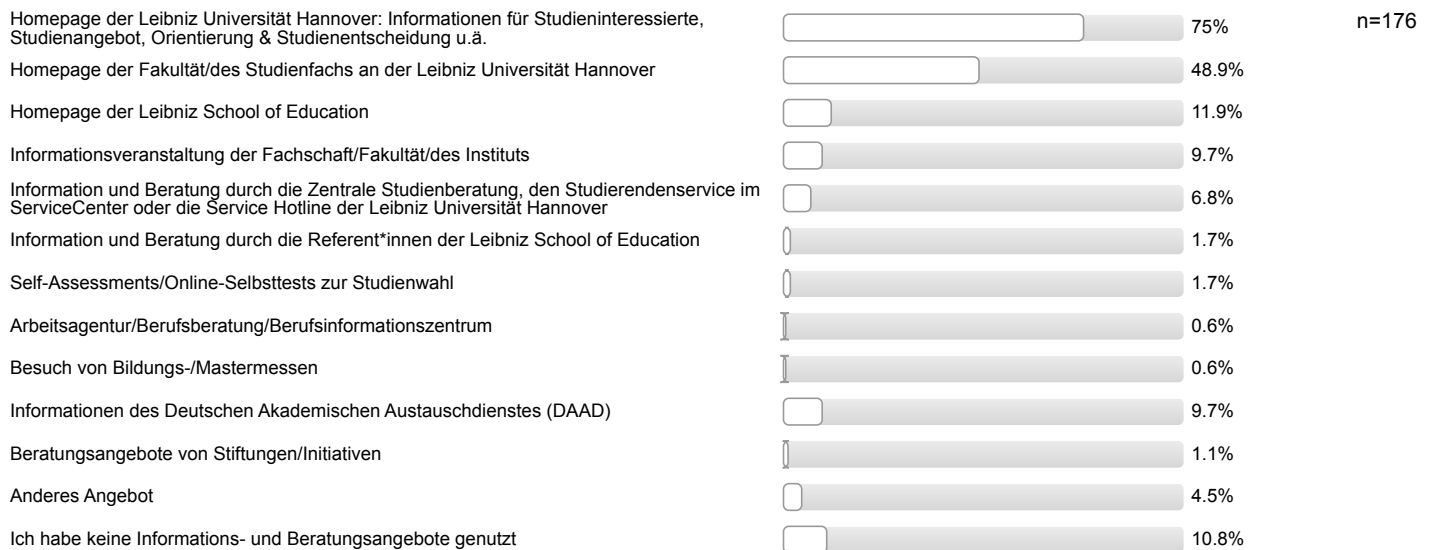 Homepage der Leibniz Universität Hannover: Informationen für Studieninteressierte,
Studienangebot, Orientierung & Studienentscheidung u.ä.
75%
n=176
Homepage der Fakultät/des Studienfachs an der Leibniz Universität Hannover
48.9%
Homepage der Leibniz School of Education
11.9%
Informationsveranstaltung der Fachschaft/Fakultät/des Instituts
9.7%
Information und Beratung durch die Zentrale Studienberatung, den Studierendenservice im
ServiceCenter oder die Service Hotline der Leibniz Universität Hannover
6.8%
Information und Beratung durch die Referent*innen der Leibniz School of Education
1.7%
Self-Assessments/Online-Selbsttests zur Studienwahl
1.7%
Arbeitsagentur/Berufsberatung/Berufsinformationszentrum
0.6%
Besuch von Bildungs-/Mastermessen
0.6%
Informationen des Deutschen Akademischen Austauschdienstes (DAAD)
9.7%
Beratungsangebote von Stiftungen/Initiativen
1.1%
Anderes Angebot
4.5%
Ich habe keine Informations- und Beratungsangebote genutzt
10.8%